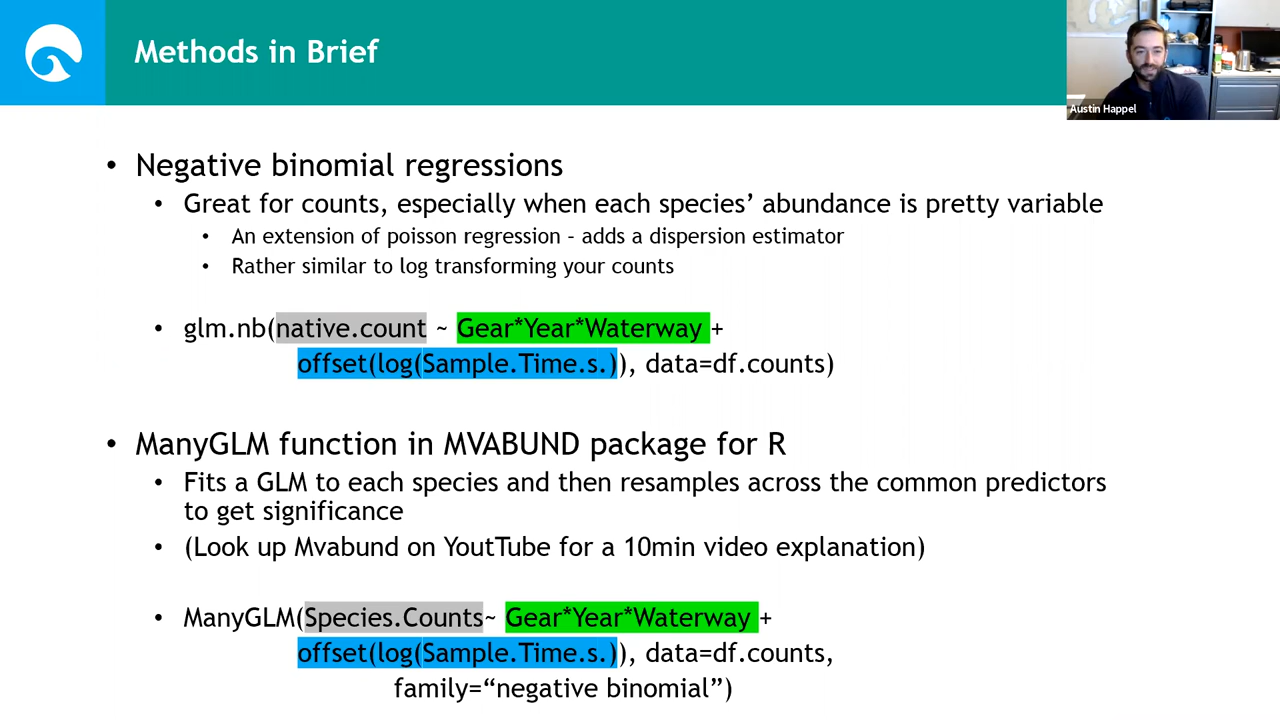 Methods in Brief
Austin Happel
• Negative binomial regressions
• Great for counts, especially when each species’ abundance is pretty variable
• An extension of poisson regression – adds a dispersion estimator
• Rather similar to log transforming your counts
• glm.nb(native.count ~ Gear*Year*Waterway +
offset(log(Sample.Time.s.)), data=df.counts)
• ManyGLM function in MVABUND package for R
• Fits a GLM to each species and then resamples across the common predictors
to get significance
• (Look up Mvabund on YoutTube for a 10min video explanation)
• ManyGLM(Species.Counts~ Gear*Year*Waterway +
offset(log(Sample.Time.s.)), data=df.counts,
family=“negative binomial”)